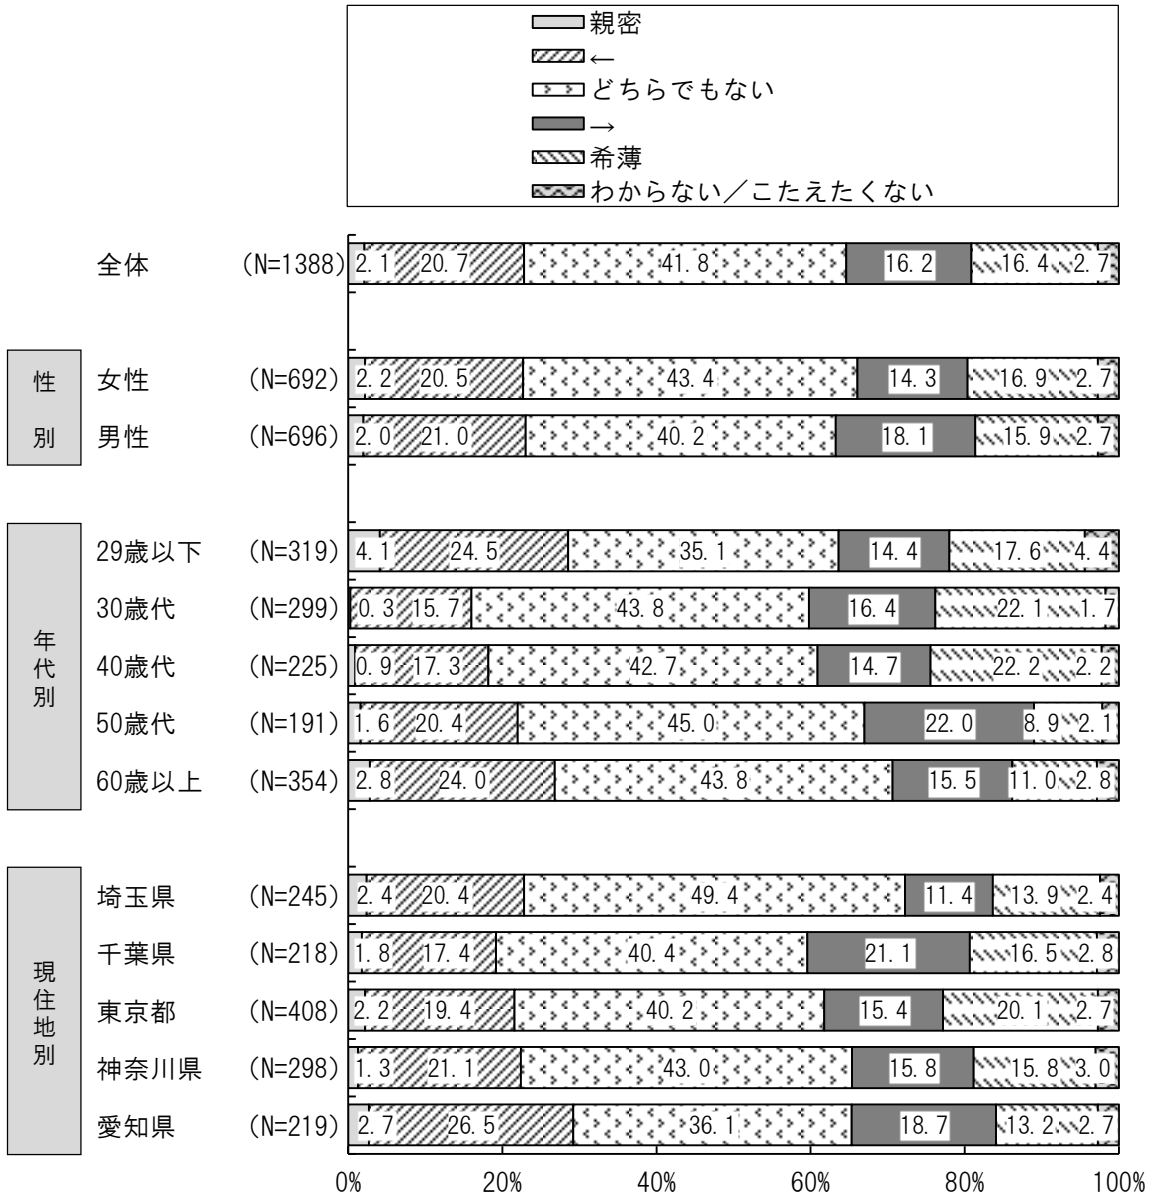 親密
←
どちらでもない
→
希薄
わからない／こたえたくない
全体 (N=1388) 2.1 20.7 41.8 16.2 16.4 2.7
性別
女性 (N=692) 2.2 20.5 43.4 14.3 16.9 2.7
男性 (N=696) 2.0 21.0 40.2 18.1 15.9 2.7
年代別
29歳以下 (N=319) 4.1 24.5 35.1 14.4 17.6 4.4
30歳代 (N=299) 0.3 15.7 43.8 16.4 22.1 1.7
40歳代 (N=225) 0.9 17.3 42.7 14.7 22.2 2.2
50歳代 (N=191) 1.6 20.4 45.0 22.0 8.9 2.1
60歳以上 (N=354) 2.8 24.0 43.8 15.5 11.0 2.8
現住地別
埼玉県 (N=245) 2.4 20.4 49.4 11.4 13.9 2.4
千葉県 (N=218) 1.8 17.4 40.4 21.1 16.5 2.8
東京都 (N=408) 2.2 19.4 40.2 15.4 20.1 2.7
神奈川県 (N=298) 1.3 21.1 43.0 15.8 15.8 3.0
愛知県 (N=219) 2.7 26.5 36.1 18.7 13.2 2.7
0% 20% 40% 60% 80% 100%